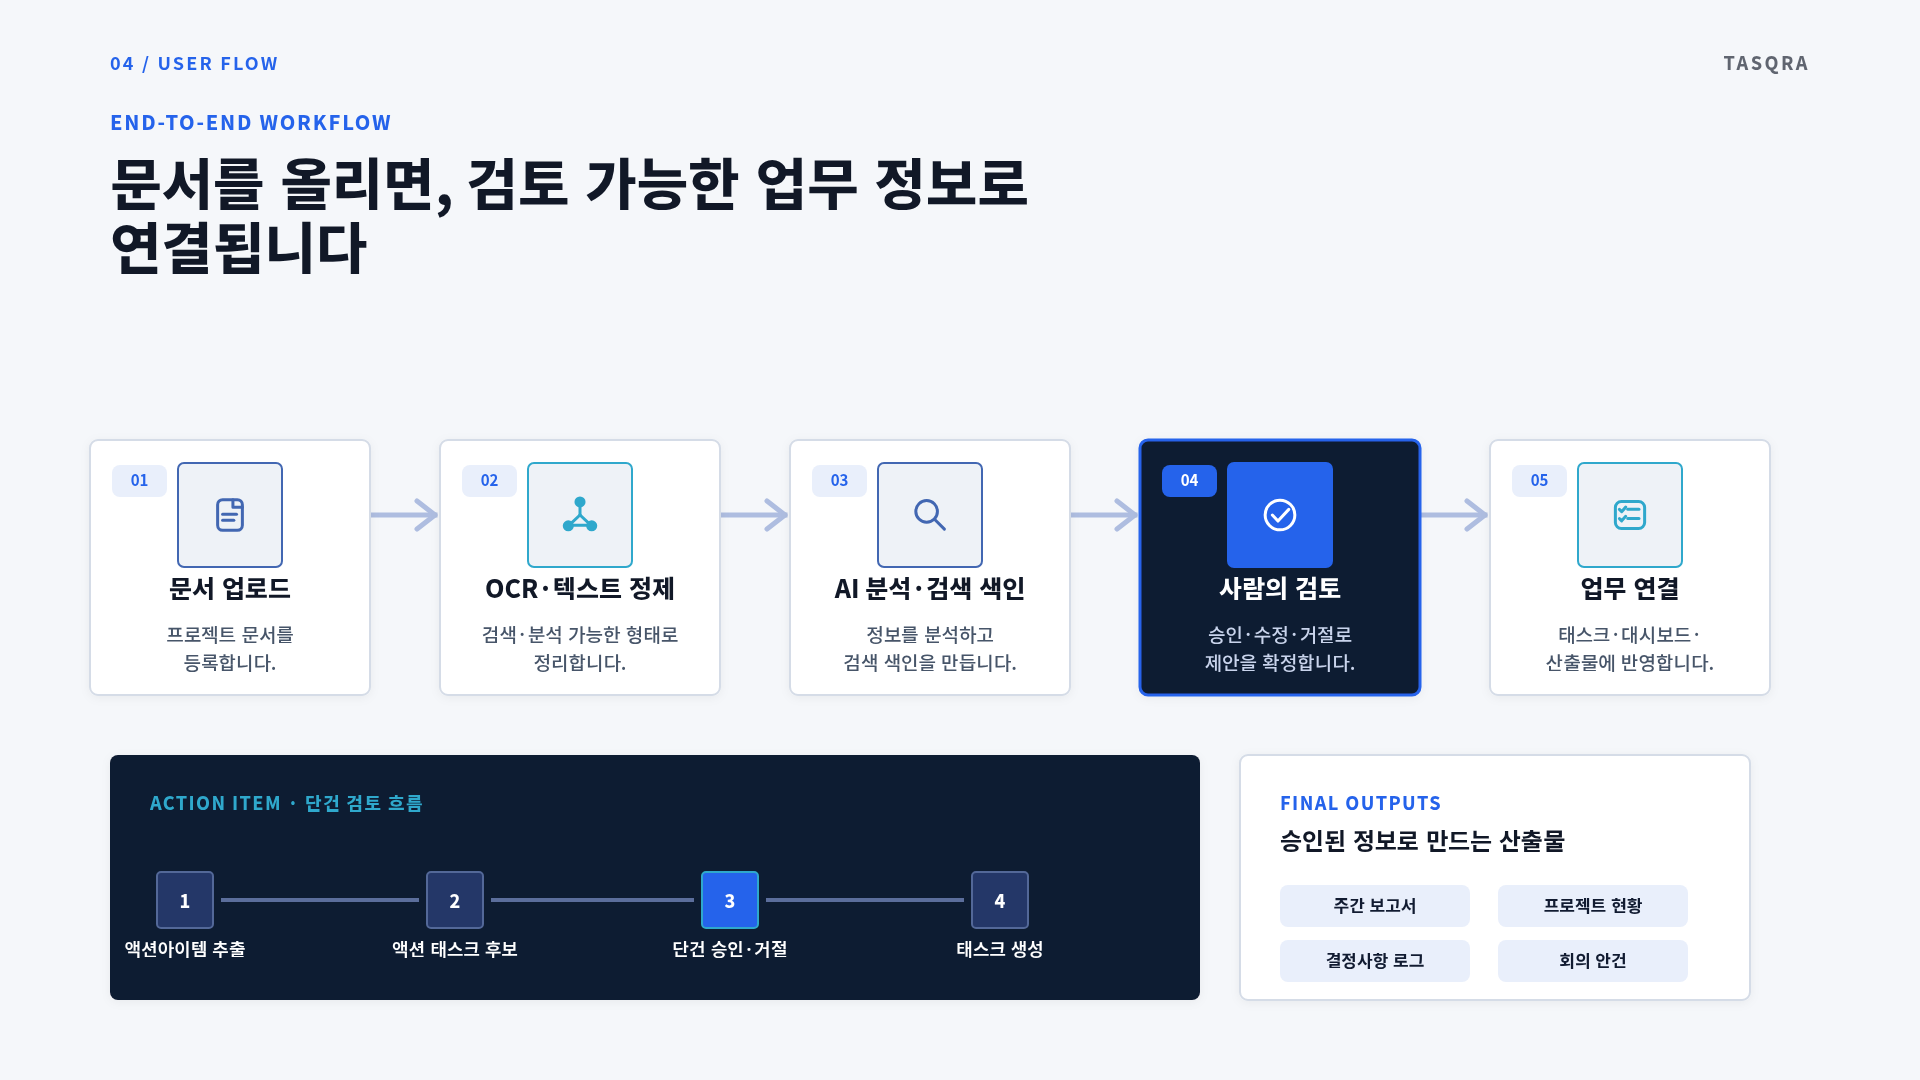 04 / USER FLOW
TASQRA
END-TO-END WORKFLOW
문서를 올리면, 검토 가능한 업무 정보로
연결됩니다
01
문서 업로드
프로젝트 문서를
등록합니다.
02
OCR·텍스트 정제
검색·분석 가능한 형태로
정리합니다.
03
AI 분석·검색 색인
정보를 분석하고
검색 색인을 만듭니다.
04
사람의 검토
승인·수정·거절로
제안을 확정합니다.
05
업무 연결
태스크·대시보드·
산출물에 반영합니다.
ACTION ITEM · 단건 검토 흐름
1
액션아이템 추출
2
액션 태스크 후보
3
단건 승인·거절
4
태스크 생성
FINAL OUTPUTS
승인된 정보로 만드는 산출물
주간 보고서
프로젝트 현황
결정사항 로그
회의 안건